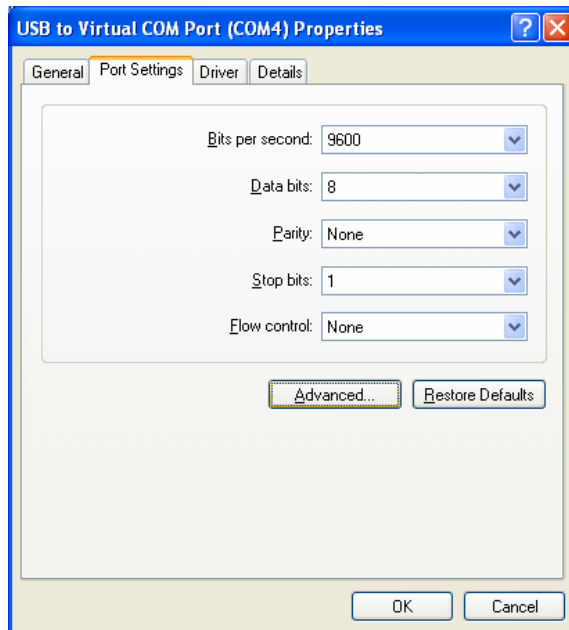 USB to Virtual COM Port (COM4) Properties
General Port Settings Driver Details
Bits per second: 9600
Data bits: 8
Parity: None
Stop bits: 1
Flow control: None
Advanced... Restore Defaults
OK Cancel